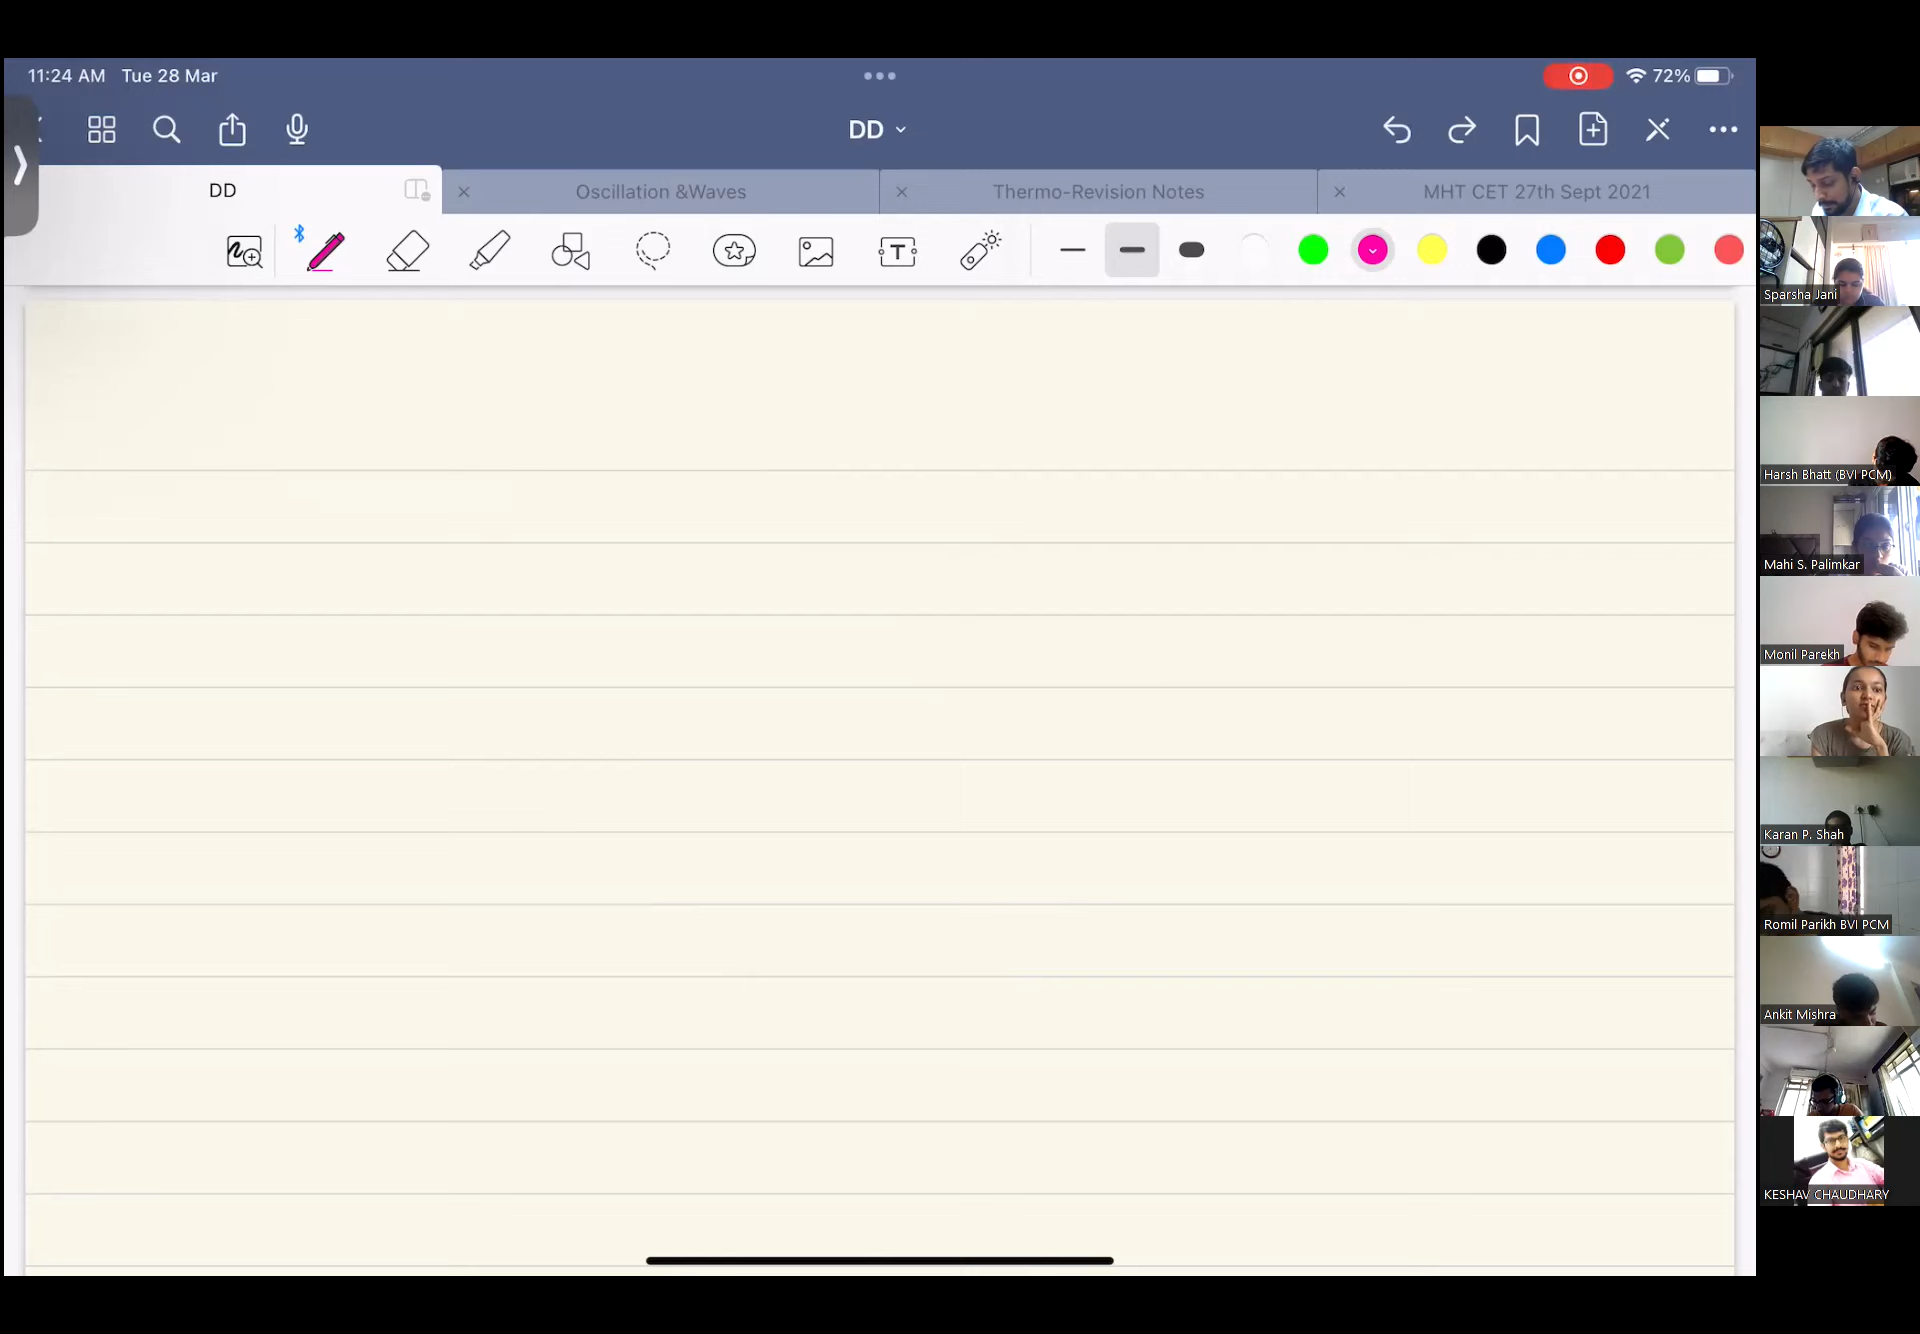 11:24 AM Tue 28 Mar
72%
DD
DD
Oscillation &Waves
Thermo-Revision Notes
MHT CET 27th Sept 2021
T
Sparsha Jani
Harsh Bhatt (BVI PCM)
Mahi S. Palimkar
Monil Parekh
Karan P. Shah
Romil Parikh BVI PCM
Ankit Mishra
KESHAV CHAUDHARY